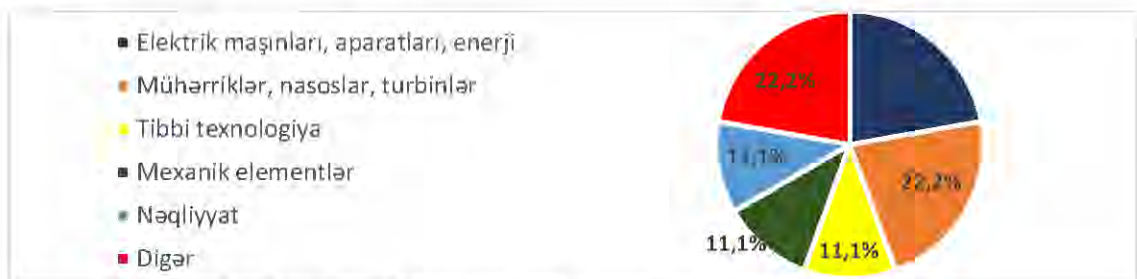 Elektrik maşınları, aparatları, enerji
Mühərriklər, nasoslar, turbinlər
Tibbi texnologiya
Mexanik elementlər
Nəqliyyat
Digər
22,2%
11,1%
22,2%
11,1%
11,1%